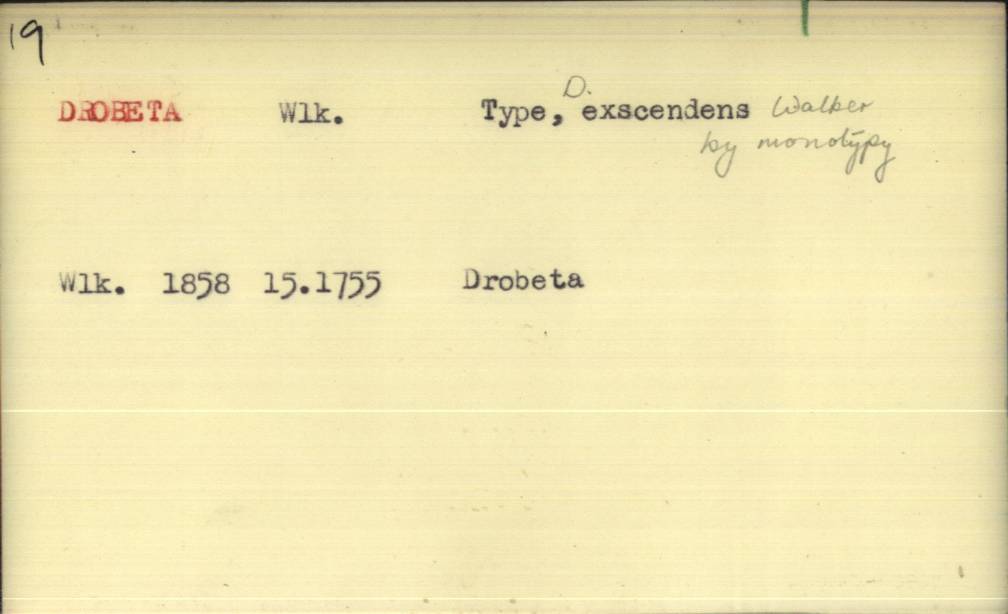 19
DROBETA Wlk. Type, D. exscendens Walker
by monotypy
Wlk. 1858 15.1755 Drobeta